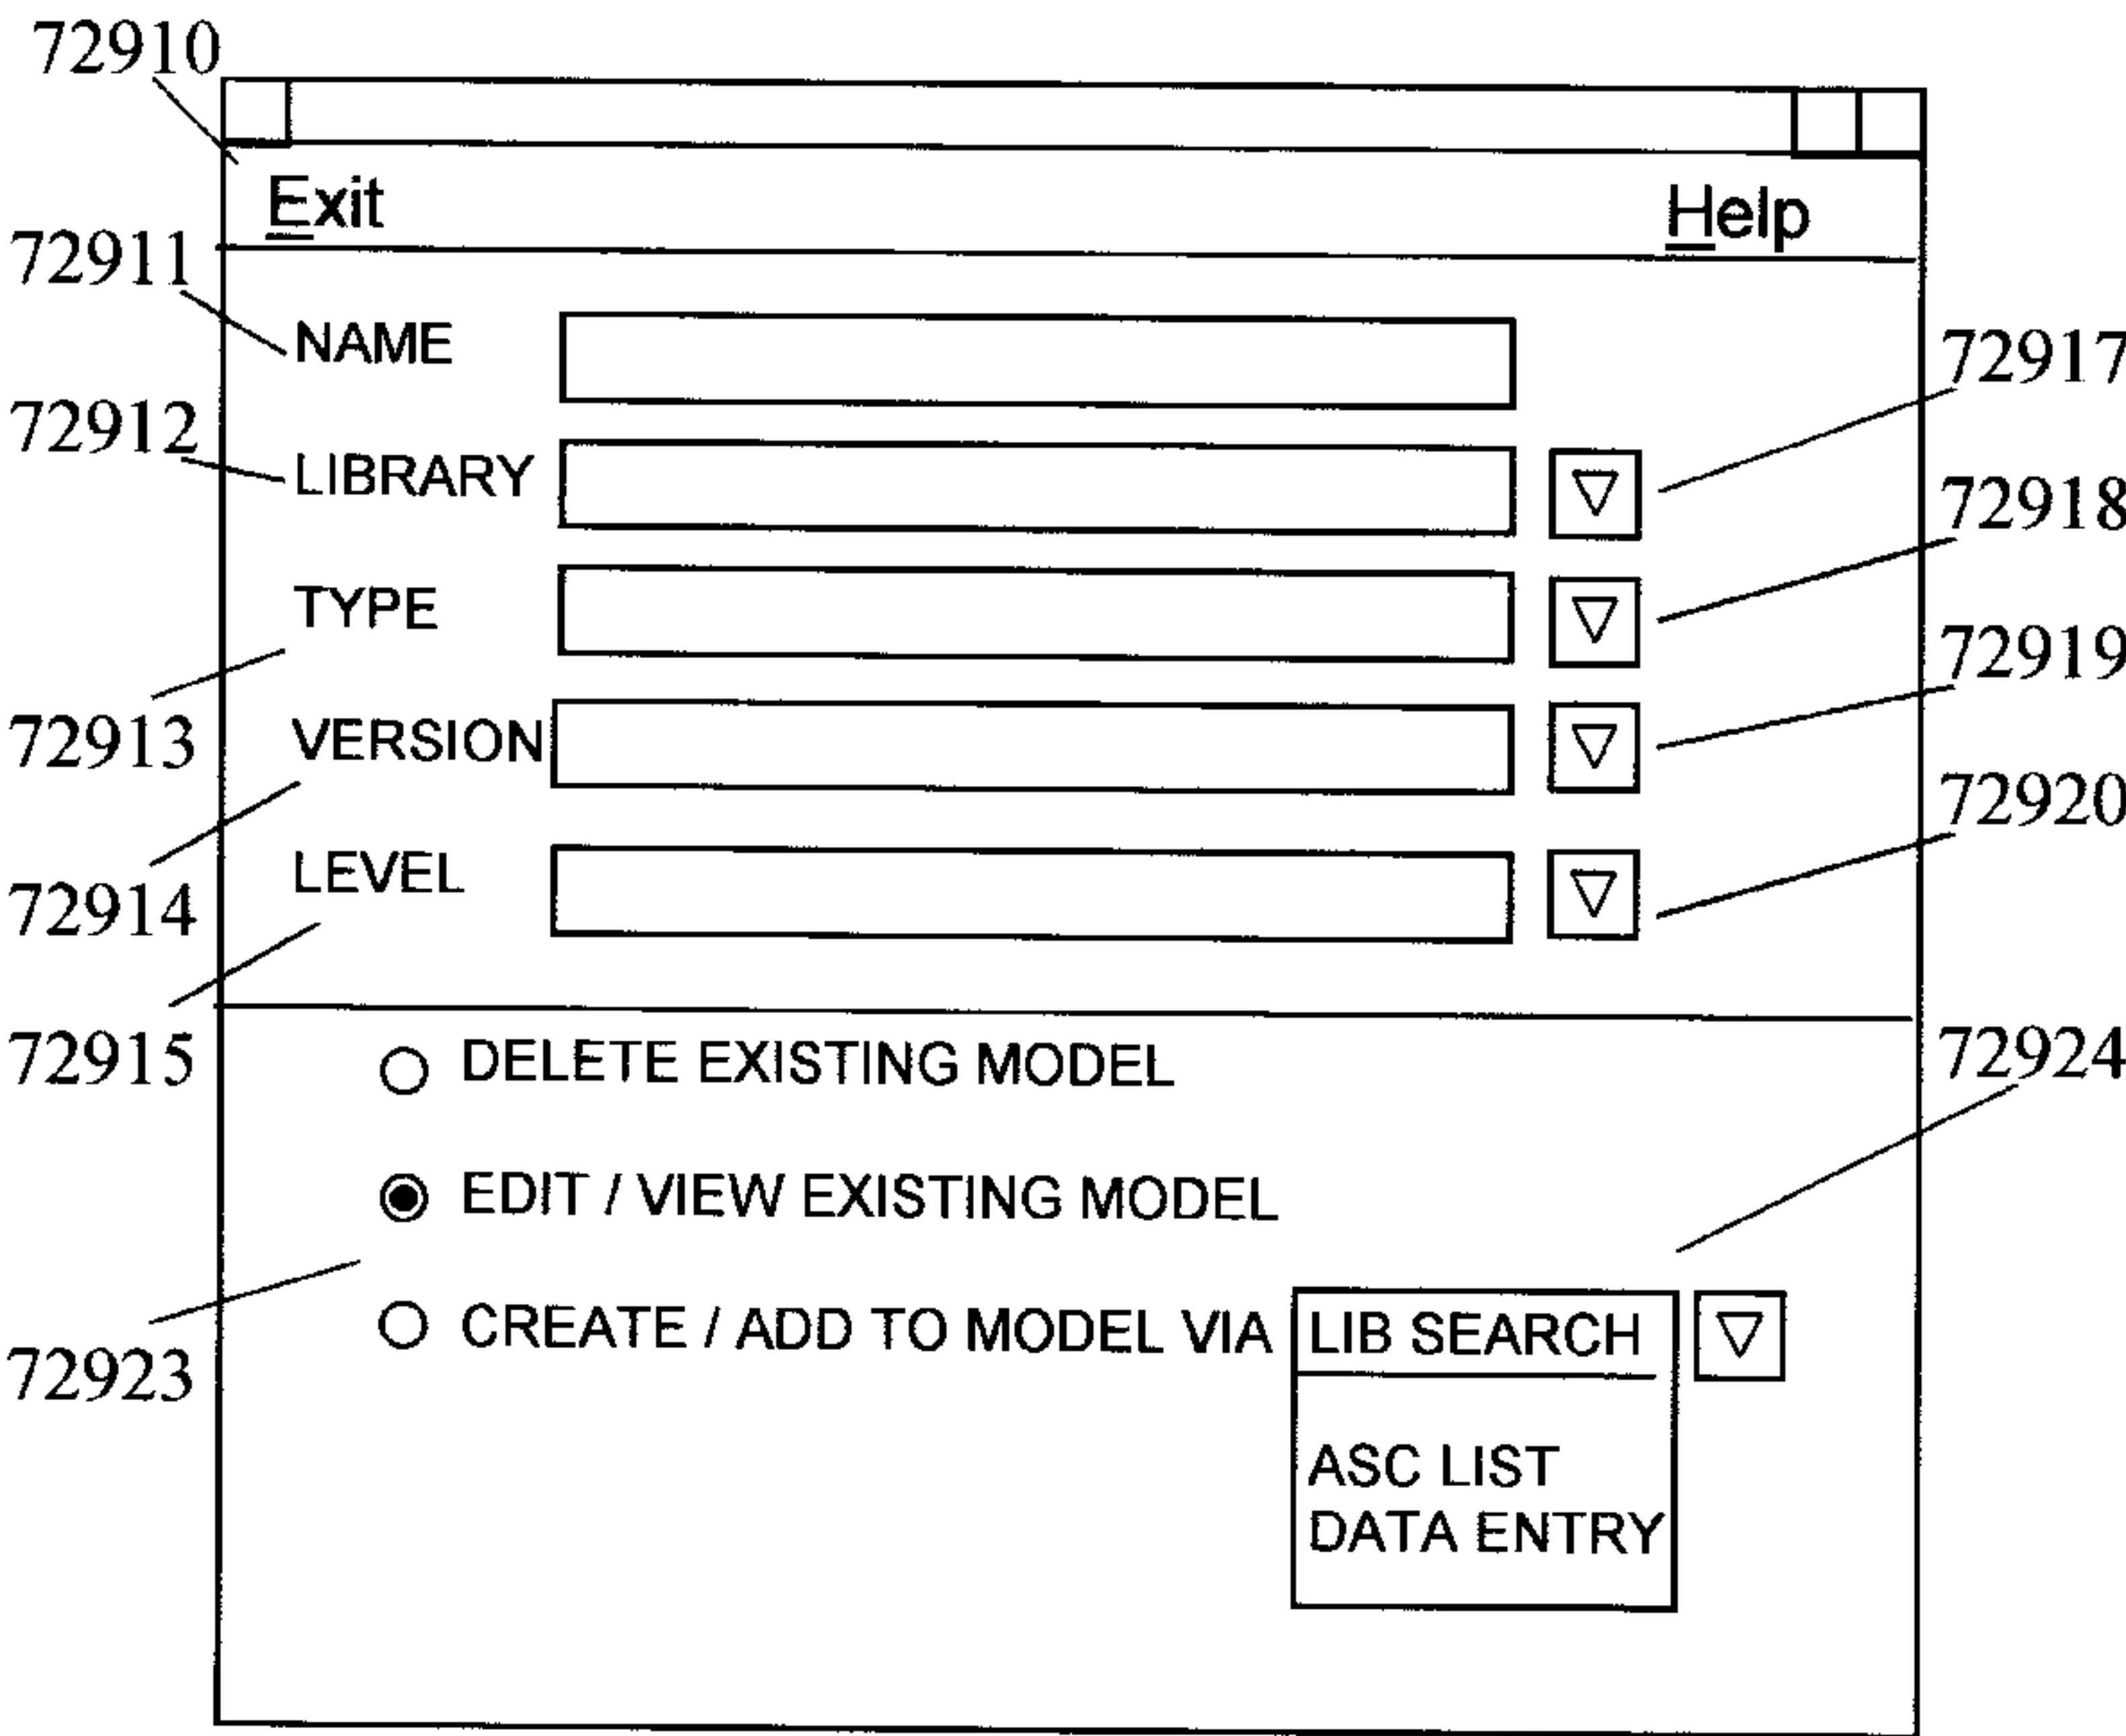 72910
Exit Help
72911
NAME
72917
72912
LIBRARY
72918
TYPE
72919
72913
VERSION
72920
72914
LEVEL
72915
DELETE EXISTING MODEL
72924
EDIT / VIEW EXISTING MODEL
CREATE / ADD TO MODEL VIA LIB SEARCH
72923
ASC LIST
DATA ENTRY